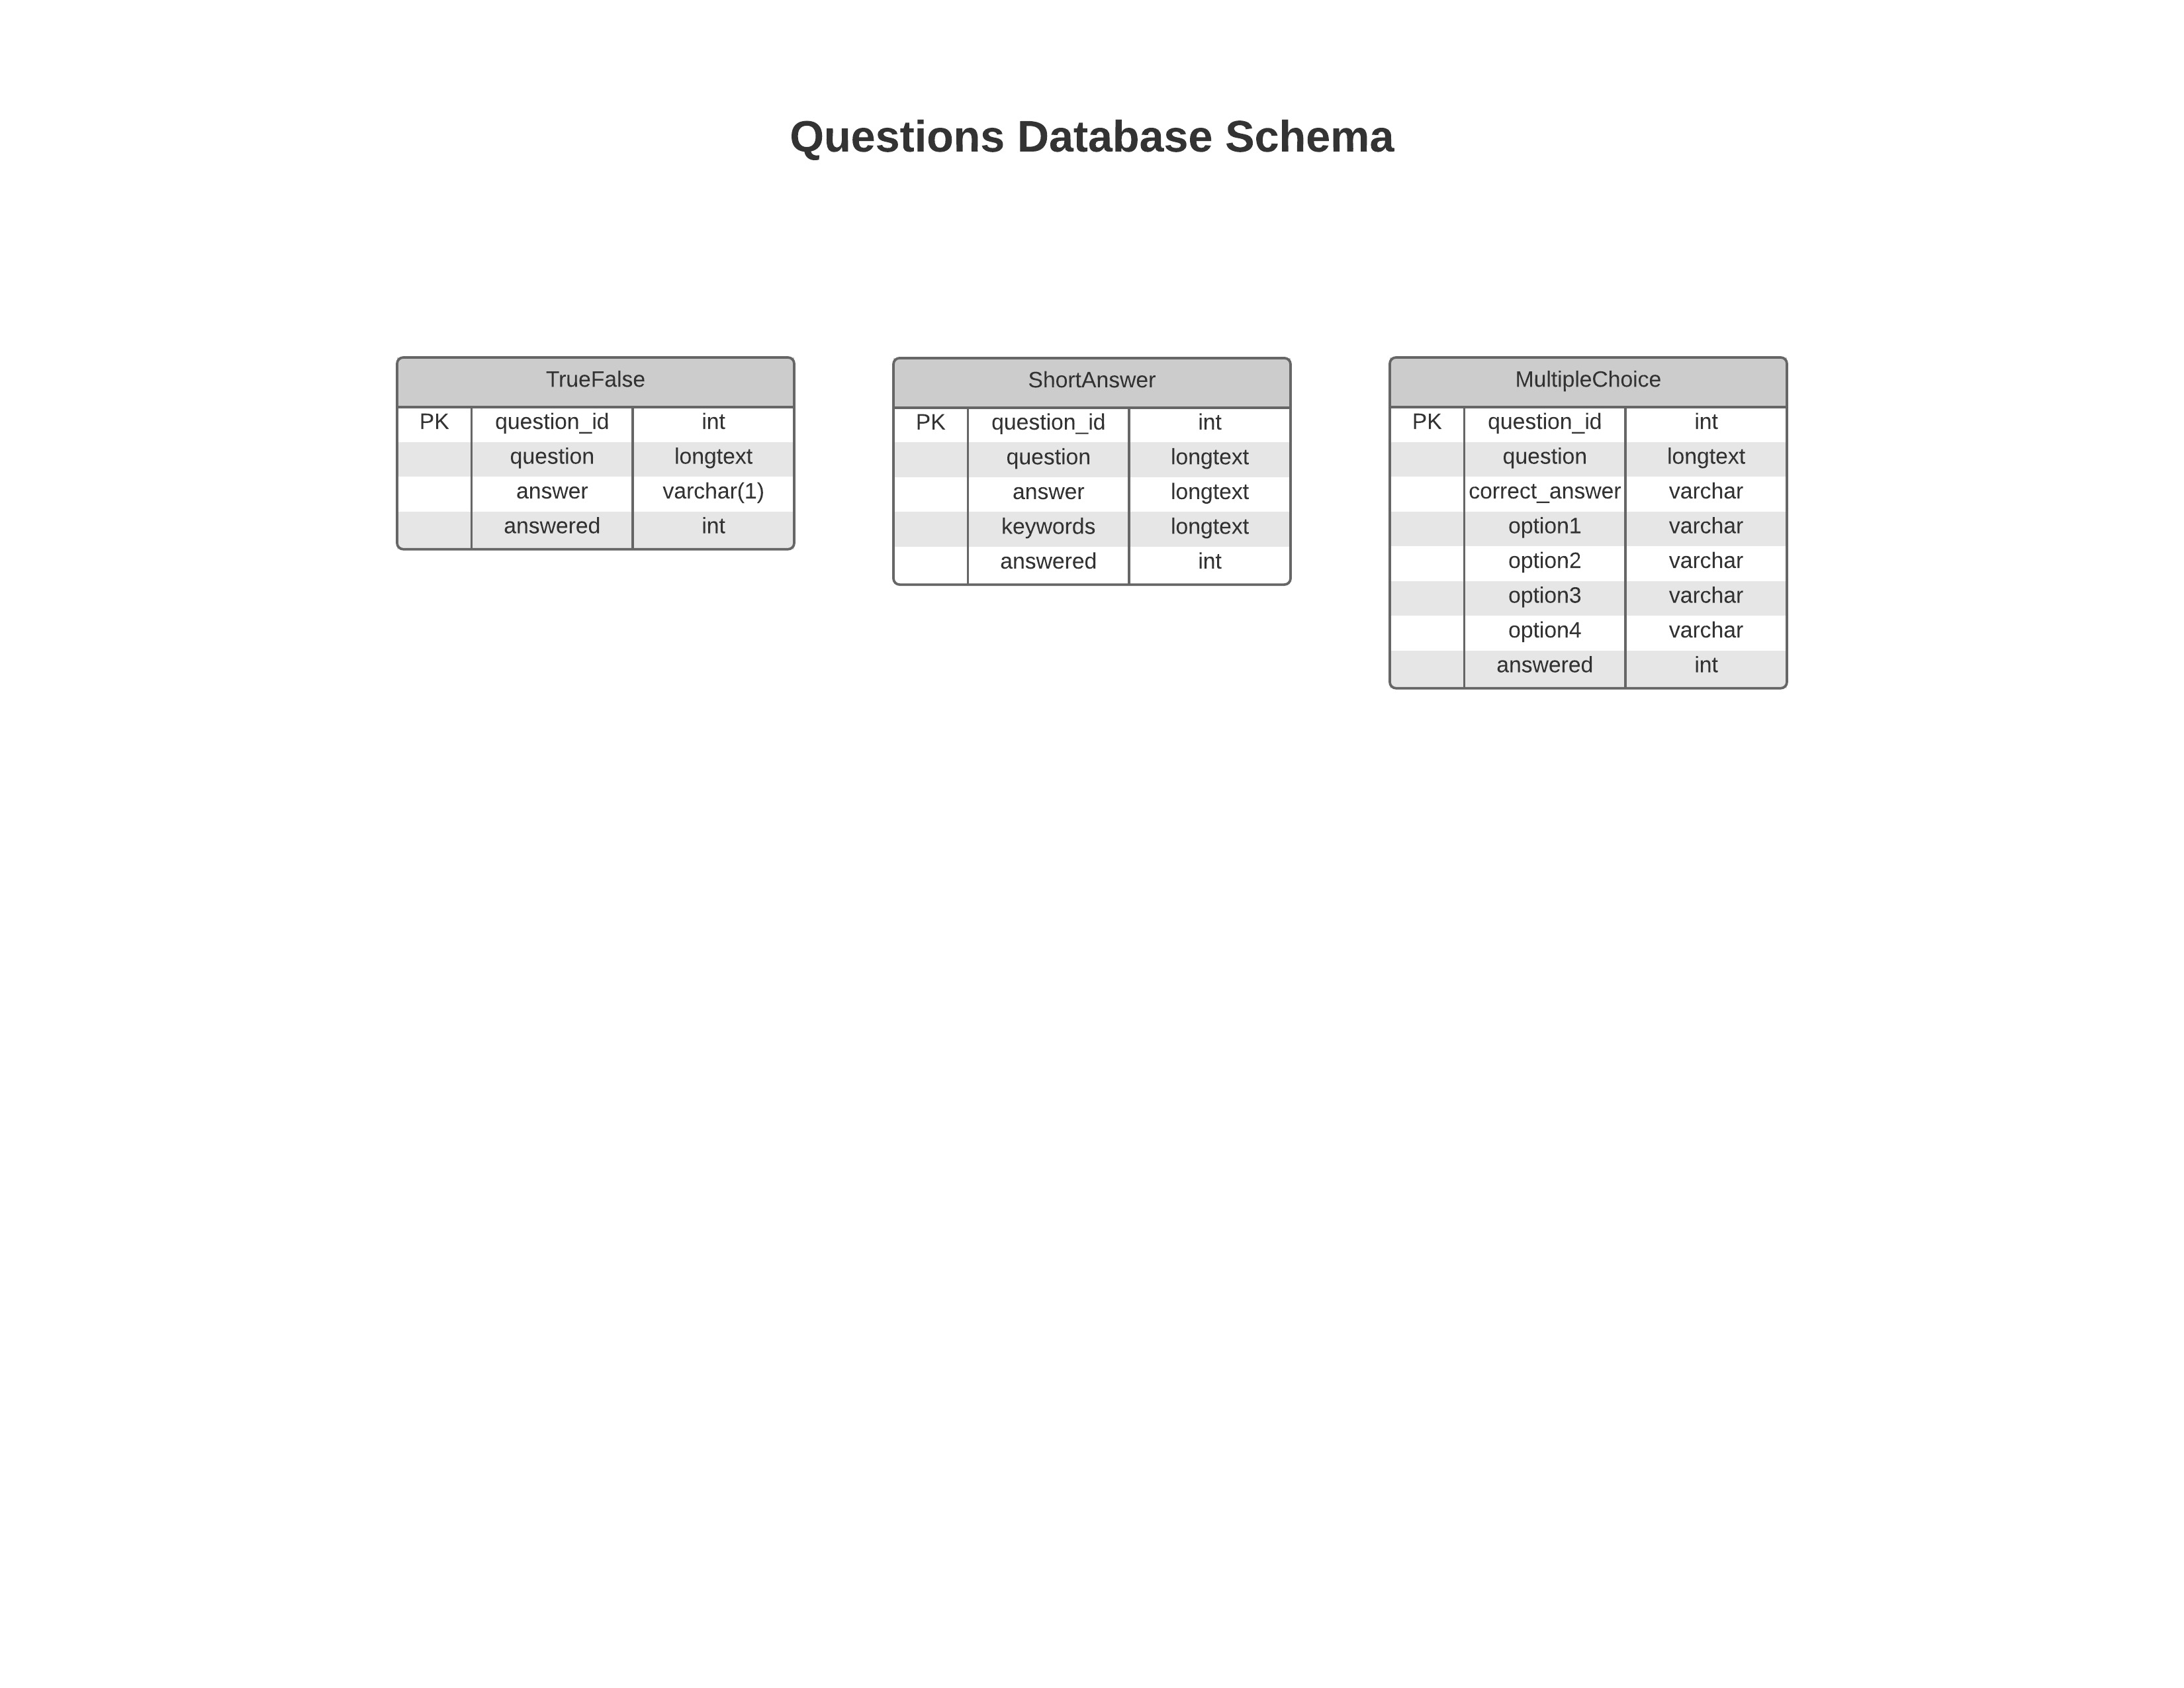 Questions Database Schema
TrueFalse
PK question_id int
question longtext
answer varchar(1)
answered int
ShortAnswer
PK question_id int
question longtext
answer longtext
keywords longtext
answered int
MultipleChoice
PK question_id int
question longtext
correct_answer varchar
option1 varchar
option2 varchar
option3 varchar
option4 varchar
answered int